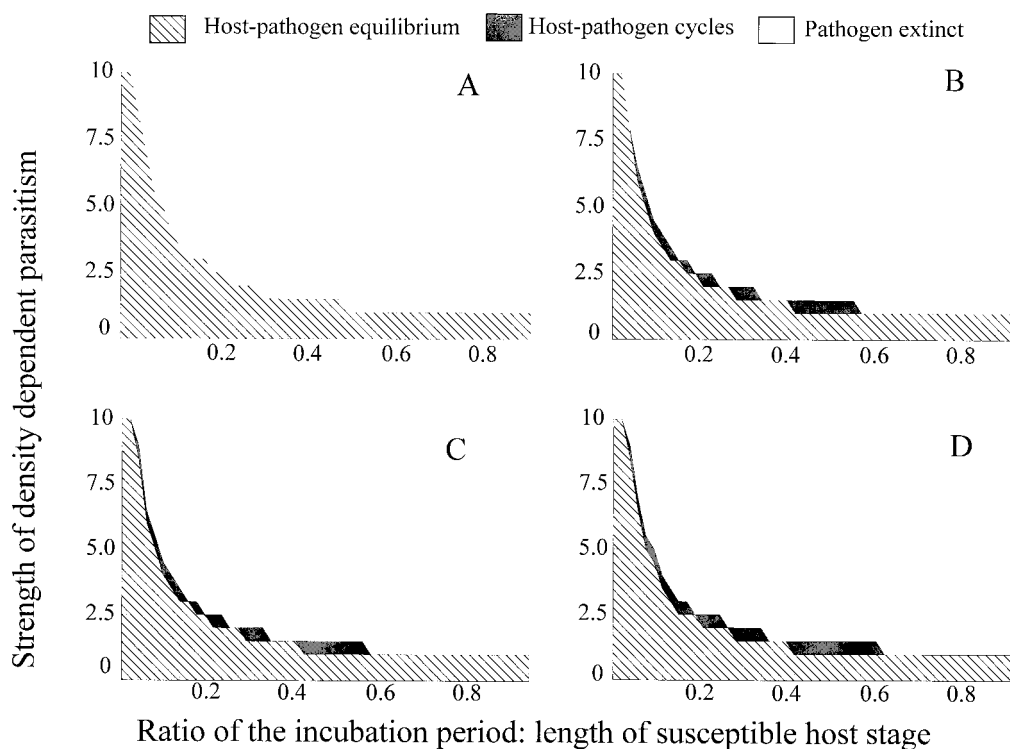 Host-pathogen equilibrium Host-pathogen cycles Pathogen extinct
Strength of density dependent parasitism
A
10
7.5
5.0
2.5
0
0.2 0.4 0.6 0.8
B
10
7.5
5.0
2.5
0
0.2 0.4 0.6 0.8
C
10
7.5
5.0
2.5
0
0.2 0.4 0.6 0.8
D
10
7.5
5.0
2.5
0
0.2 0.4 0.6 0.8
Ratio of the incubation period: length of susceptible host stage